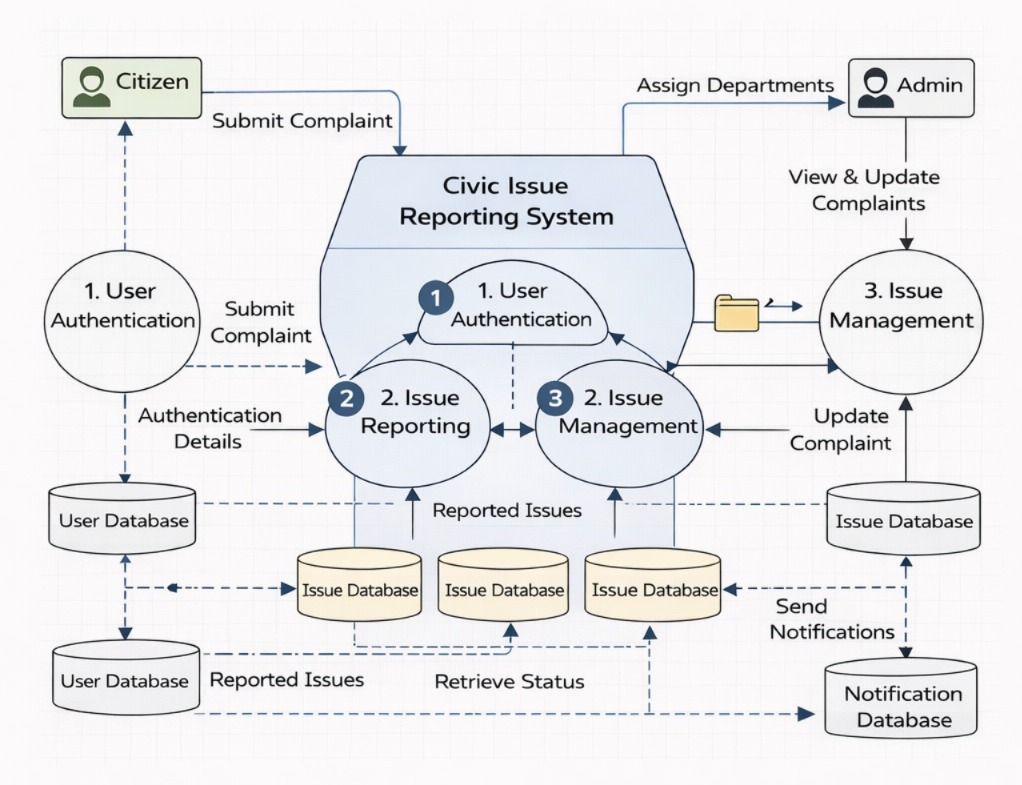 Citizen
Submit Complaint
Assign Departments
Admin
Civic Issue
Reporting System
View & Update
Complaints
1. User
Authentication
Submit
Complaint
1
1. User
Authentication
3. Issue
Management
2
2. Issue
Reporting
3
2. Issue
Management
Authentication
Details
Update
Complaint
User Database
Reported Issues
Issue Database
Issue Database
Issue Database
Issue Database
Send
Notifications
User Database
Reported Issues
Retrieve Status
Notification
Database